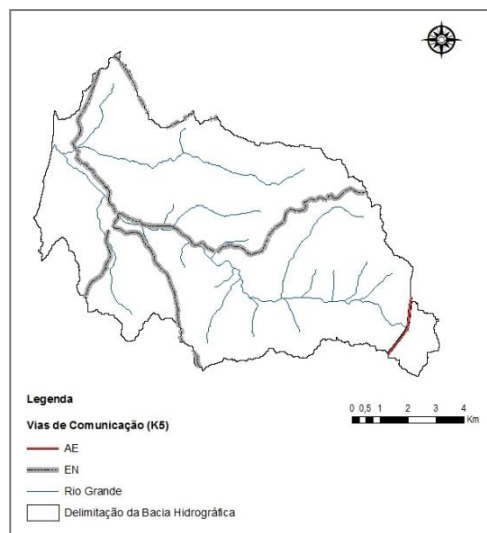 Legenda
Vias de Comunicação (K5)
AE
EN
Rio Grande
Delimitação da Bacia Hidrográfica
0 0,5 1 2 3 4
Km